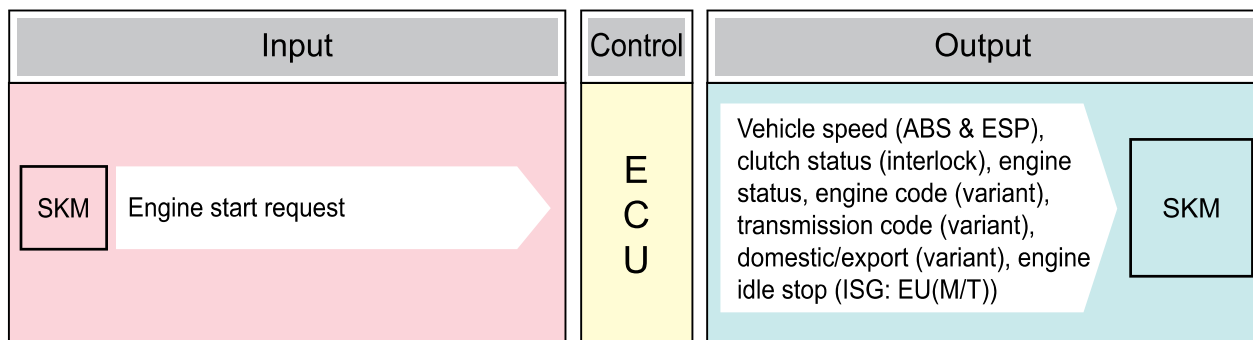 Input
Control
Output
SKM
Engine start request
E
C
U
Vehicle speed (ABS & ESP),
clutch status (interlock), engine
status, engine code (variant),
transmission code (variant),
domestic/export (variant), engine
idle stop (ISG: EU(M/T))
SKM